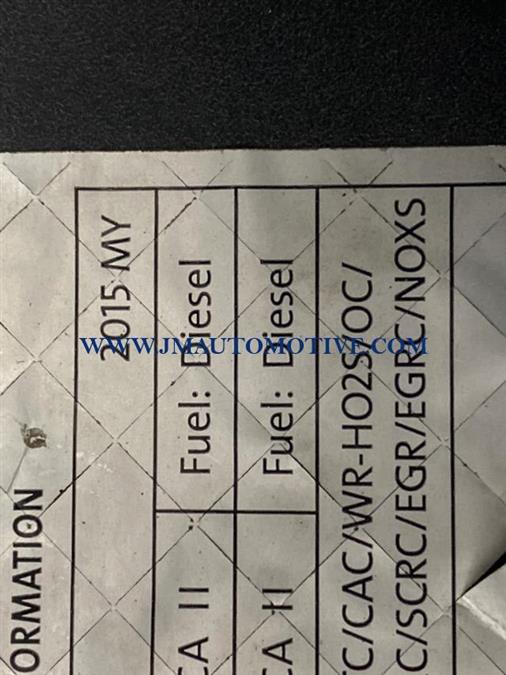 ORMATION
2015 MY
CA II Fuel: Diesel
CA II Fuel: Diesel
TC/CAC/WR-HO2S/OC/
C/SCRC/EGR/EGRC/NOXS
WWW.JMAUTOMOTIVE.COM